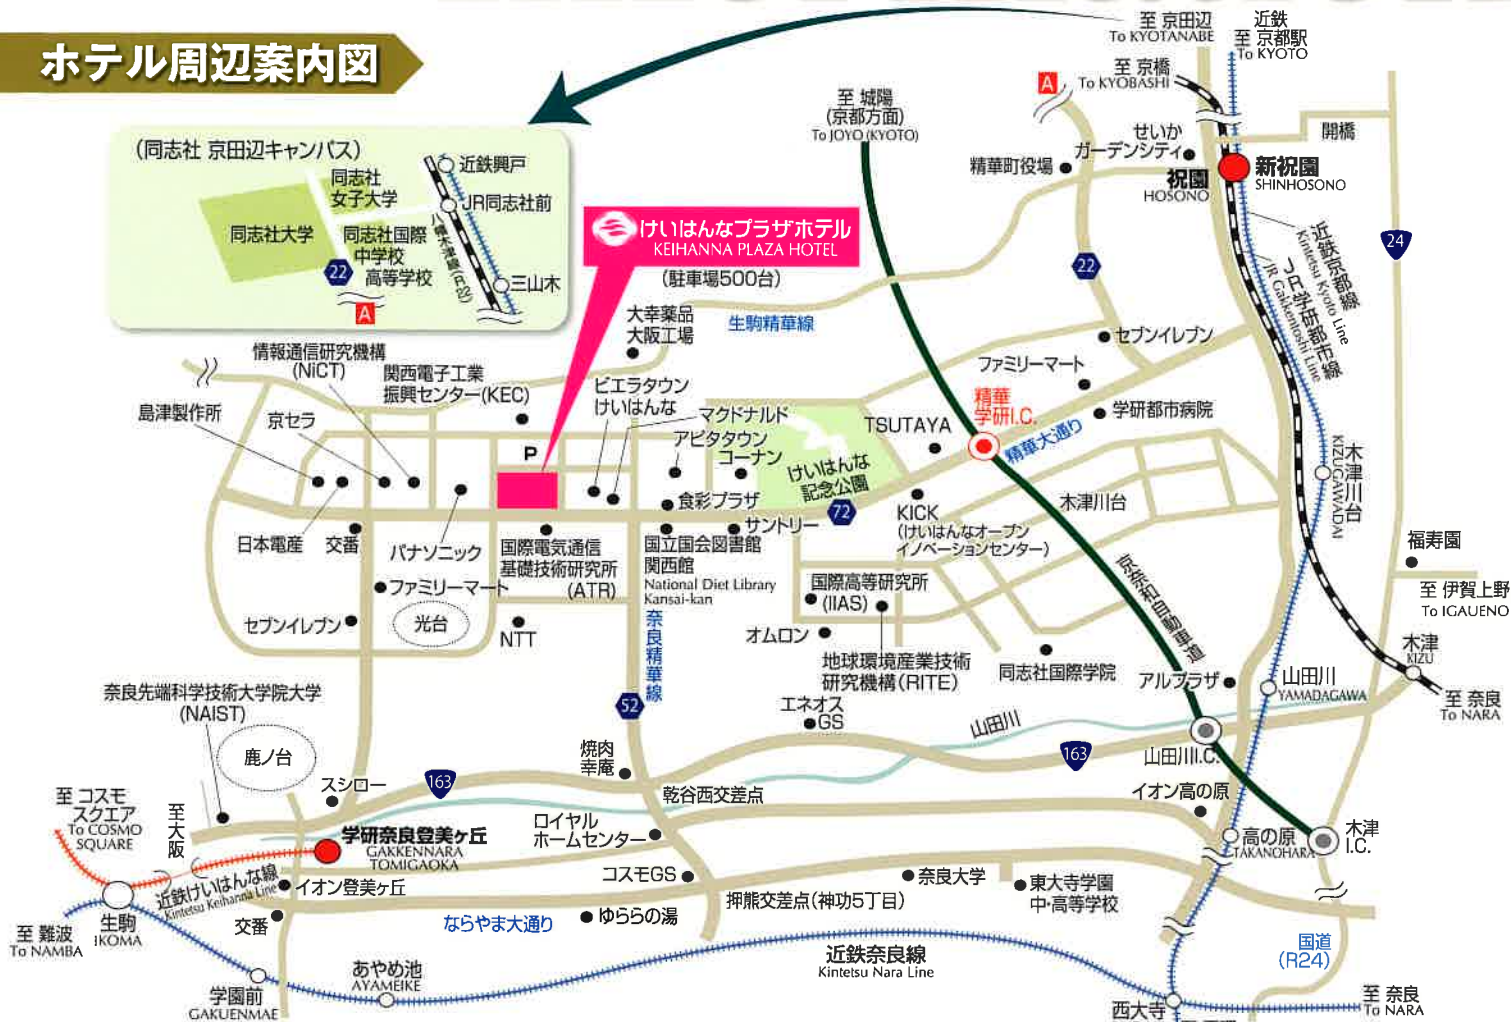 ホテル周辺案内図
至 京田辺
To KYOTANABE
近鉄
至 京都駅
To KYOTO
至 京橋
To KYOBASHI
A
至 城陽
(京都方面)
To JOYO (KYOTO)
開橋
せいか
ガーデンシティ
精華町役場
祝園
HOSONO
新祝園
SHINHOSONO
(同志社 京田辺キャンパス)
近鉄興戸
同志社
女子大学
JR同志社前
同志社大学
同志社国際
中学校
高等学校
22
A
八幡木津線(R22)
三山木
けいはんなプラザホテル
KEIHANNA PLAZA HOTEL
(駐車場500台)
24
22
近鉄京都線
Kintetsu Kyoto Line
JR学研都市線
JR Gakkentoshi Line
大幸薬品
大阪工場
生駒精華線
セブンイレブン
ファミリーマート
情報通信研究機構
(NiCT)
関西電子工業
振興センター(KEC)
ビエラタウン
けいはんな
マクドナルド
島津製作所
京セラ
アピタタウン
コーナン
TSUTAYA
精華
学研I.C.
学研都市病院
精華大通り
P
けいはんな
記念公園
食彩プラザ
サントリー
72
KICK
(けいはんなオープン
イノベーションセンター)
木津川台
木津川台
KIZUGAWADAI
日本電産
交番
パナソニック
国際電気通信
基礎技術研究所
(ATR)
国立国会図書館
関西館
National Diet Library
Kansai-kan
福寿園
至 伊賀上野
To IGAUENO
ファミリーマート
国際高等研究所
(IIAS)
京奈和自動車道
セブンイレブン
光台
NTT
奈良精華線
オムロン
地球環境産業技術
研究機構(RITE)
同志社国際学院
アルプラザ
木津
KIZU
山田川
YAMADAGAWA
至 奈良
To NARA
奈良先端科学技術大学院大学
(NAIST)
52
エネオス
GS
山田川
鹿ノ台
焼肉
幸庵
163
山田川I.C.
163
スシロー
乾谷西交差点
イオン高の原
至 コスモ
スクエア
To COSMO
SQUARE
至大阪
学研奈良登美ヶ丘
GAKKENNARA
TOMIGAOKA
ロイヤル
ホームセンター
高の原
TAKANOHARA
木津
I.C.
近鉄けいはんな線
Kintetsu Keihanna Line
イオン登美ヶ丘
コスモGS
奈良大学
東大寺学園
中・高等学校
押熊交差点(神功5丁目)
生駒
IKOMA
交番
ならやま大通り
ゆららの湯
至 難波
To NAMBA
近鉄奈良線
Kintetsu Nara Line
国道
(R24)
あやめ池
AYAMEIKE
学園前
GAKUENMAE
西大寺
至 奈良
To NARA